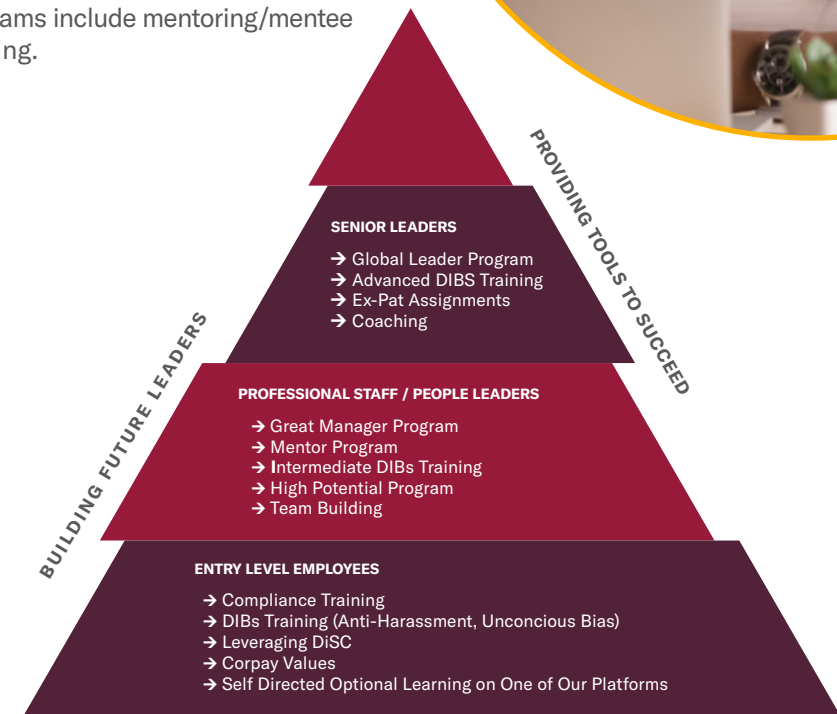 ams include mentoring/mentee
ing.
PROVIDING TOOLS TO SUCCEED
BUILDING FUTURE LEADERS
SENIOR LEADERS
→ Global Leader Program
→ Advanced DIBS Training
→ Ex-Pat Assignments
→ Coaching
PROFESSIONAL STAFF / PEOPLE LEADERS
→ Great Manager Program
→ Mentor Program
→ Intermediate DIBs Training
→ High Potential Program
→ Team Building
ENTRY LEVEL EMPLOYEES
→ Compliance Training
→ DIBs Training (Anti-Harassment, Unconcious Bias)
→ Leveraging DiSC
→ Corpay Values
→ Self Directed Optional Learning on One of Our Platforms